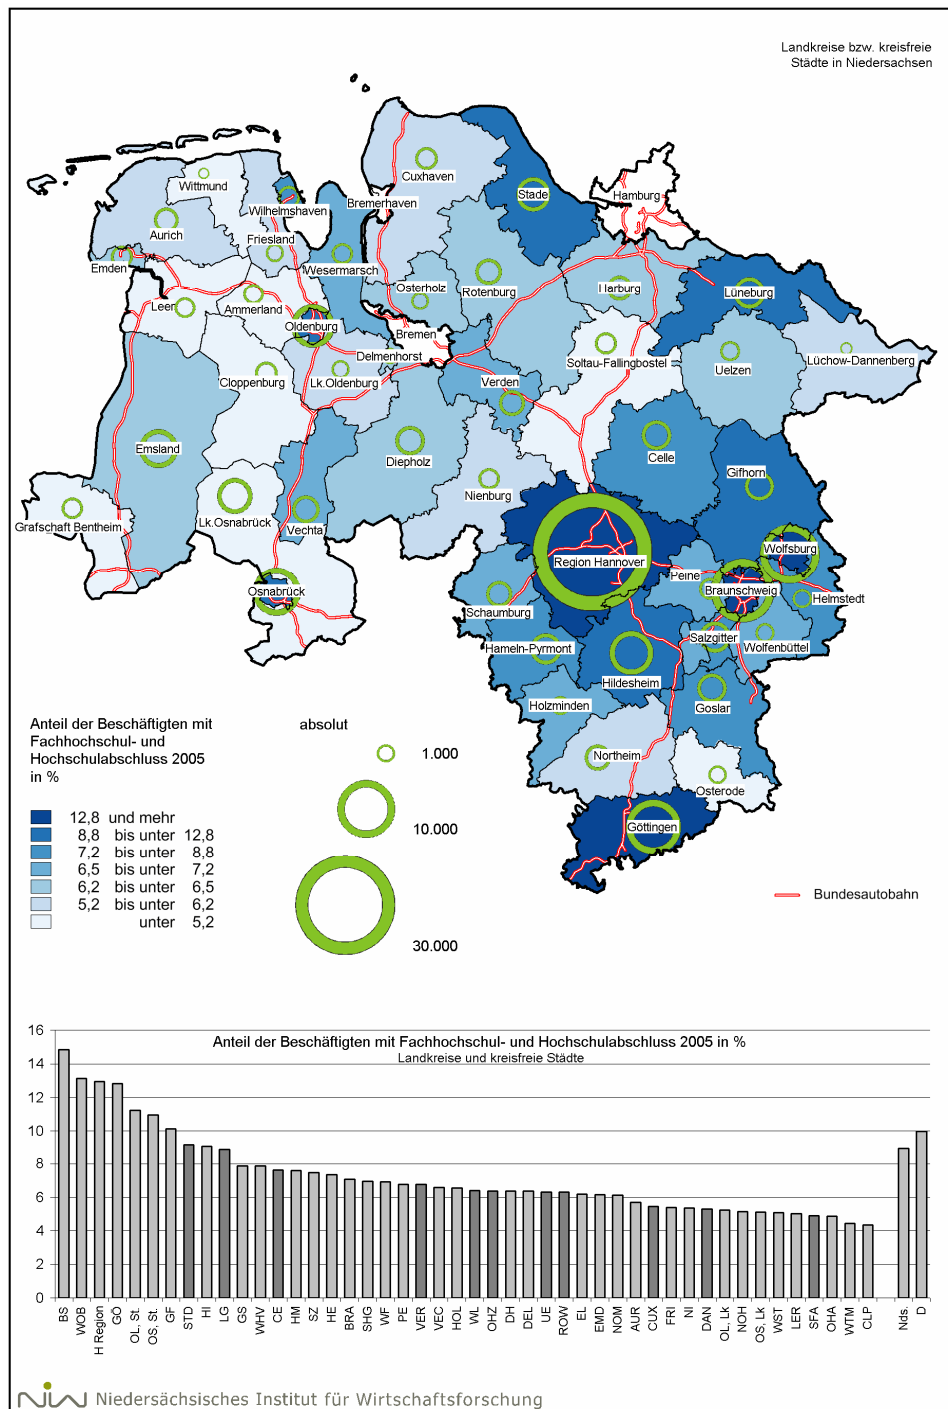 Landkreise bzw. kreisfreie
Städte in Niedersachsen
Hamburg
Cuxhaven
Stade
Wittmund
Wilhelmshaven
Bremerhaven
Aurich
Friesland
Emden
Wesermarsch
Osterholz
Rotenburg
Harburg
Lüneburg
Leer
Ammerland
Oldenburg
Bremen
Delmenhorst
Soltau-Fallingbostel
Uelzen
Lüchow-Dannenberg
Cloppenburg
Lk.Oldenburg
Verden
Emsland
Diepholz
Celle
Gifhorn
Nienburg
Grafschaft Bentheim
Lk.Osnabrück
Vechta
Wolfsburg
Region Hannover
Peine
Osnabrück
Braunschweig
Helmstedt
Schaumburg
Salzgitter
Hameln-Pyrmont
Wolfenbüttel
Hildesheim
Holzminden
Goslar
Northeim
Osterode
Göttingen
Anteil der Beschäftigten mit
Fachhochschul- und
Hochschulabschluss 2005
in %
12,8 und mehr
8,8 bis unter 12,8
7,2 bis unter 8,8
6,5 bis unter 7,2
6,2 bis unter 6,5
5,2 bis unter 6,2
unter 5,2
absolut
1.000
10.000
30.000
Bundesautobahn
Anteil der Beschäftigten mit Fachhochschul- und Hochschulabschluss 2005 in %
Landkreise und kreisfreie Städte
16
14
12
10
8
6
4
2
0
BS
WOB
H Region
GÖ
OL, St.
OS, St.
GF
STD
HI
LG
GS
WHV
CE
HM
SZ
HE
BRA
SHG
WF
PE
VER
VEC
HOL
WL
OHZ
DH
DEL
UE
ROW
EL
EMD
NOM
AUR
CUX
FRI
NI
DAN
OL, Lk
NOH
OS, Lk
WST
LER
SFA
OHA
WTM
CLP
Nds.
D
NIW Niedersächsisches Institut für Wirtschaftsforschung